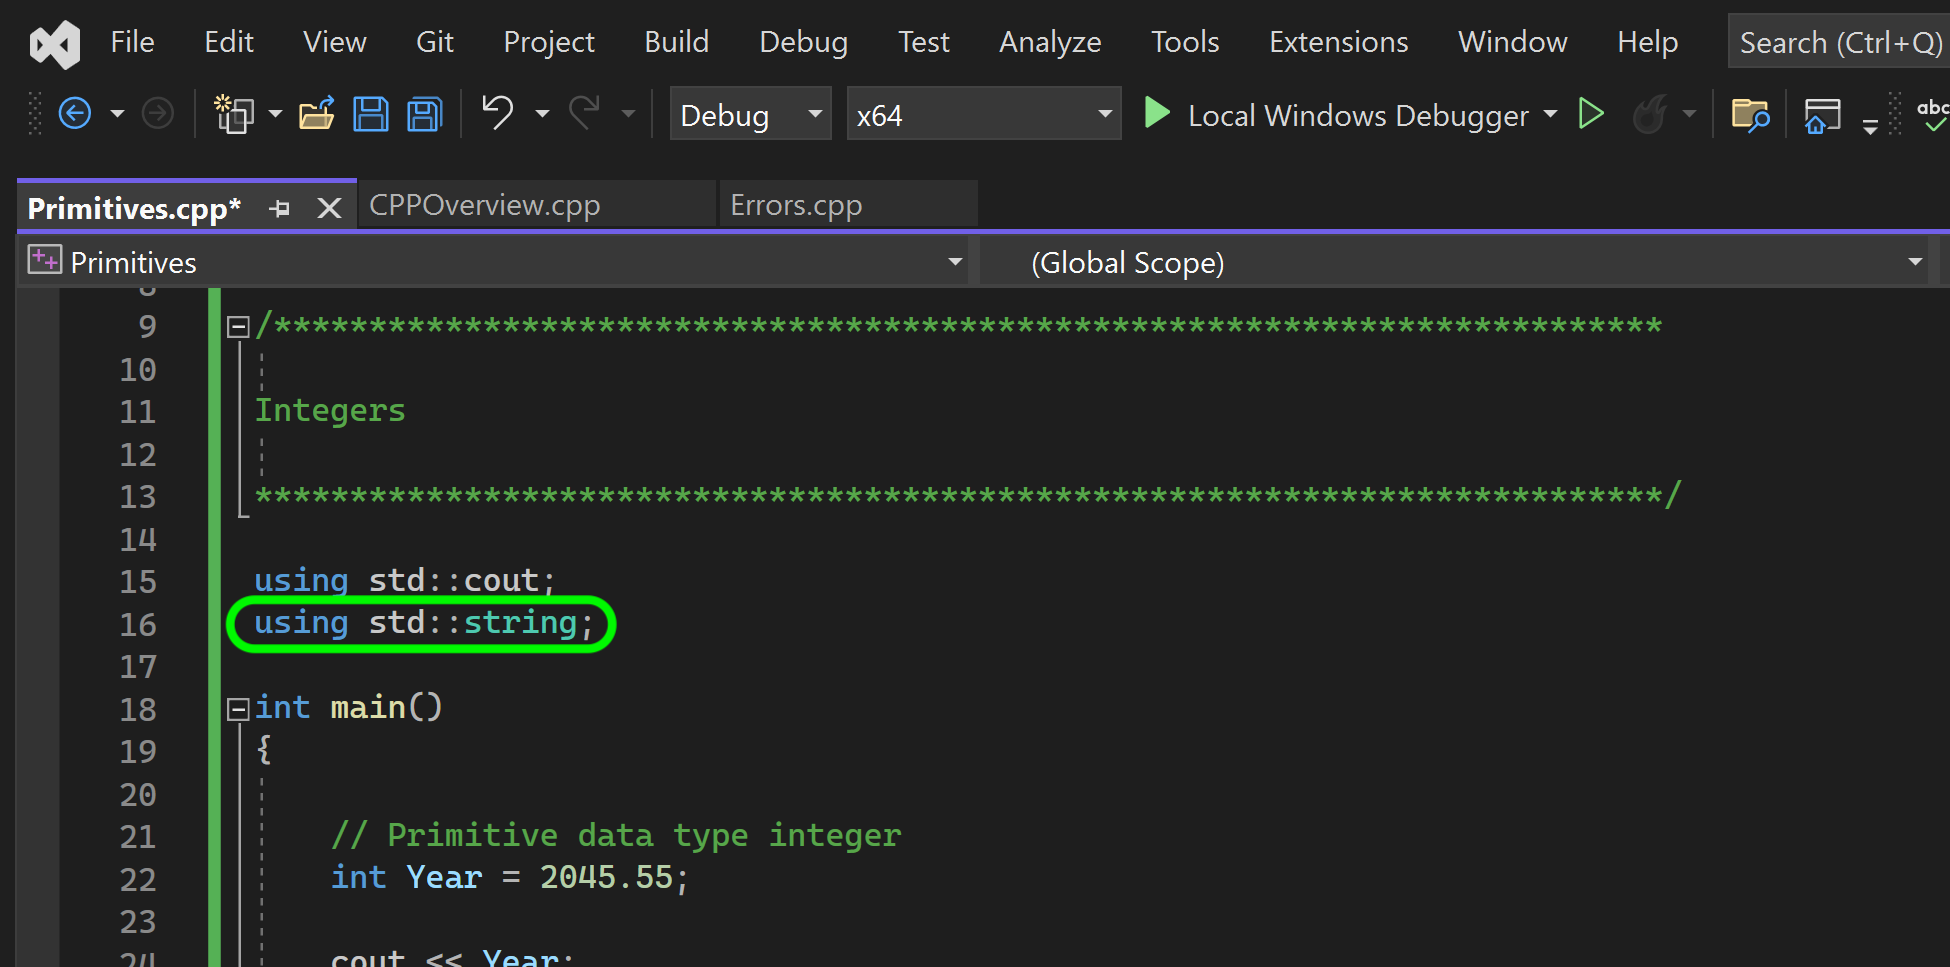 File Edit View Git Project Build Debug Test Analyze Tools Extensions Window Help Search (Ctrl+Q)
Debug x64 Local Windows Debugger abc
Primitives.cpp* CPPOverview.cpp Errors.cpp
Primitives (Global Scope)
8
9 /*************************************************************************
10
11 Integers
12
13 **************************************************************************/
14
15 using std::cout;
16 using std::string;
17
18 int main()
19 {
20
21 // Primitive data type integer
22 int Year = 2045.55;
23
24 cout << Year;